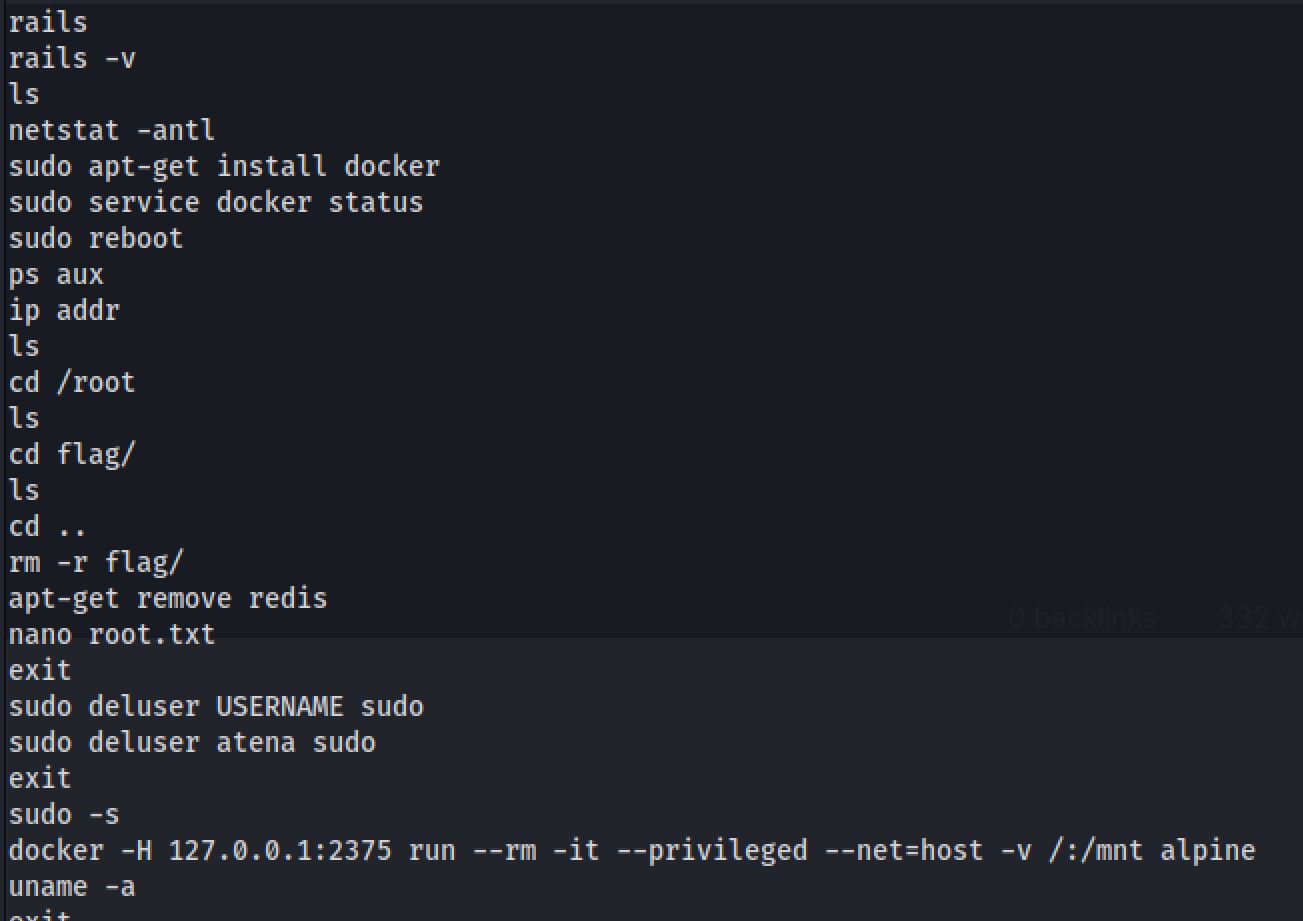 rails
rails -v
ls
netstat -antl
sudo apt-get install docker
sudo service docker status
sudo reboot
ps aux
ip addr
ls
cd /root
ls
cd flag/
ls
cd ..
rm -r flag/
apt-get remove redis
0 backlinks 332 w
nano root.txt
exit
sudo deluser USERNAME sudo
sudo deluser atena sudo
exit
sudo -s
docker -H 127.0.0.1:2375 run --rm -it --privileged --net=host -v /:/mnt alpine
uname -a
exit